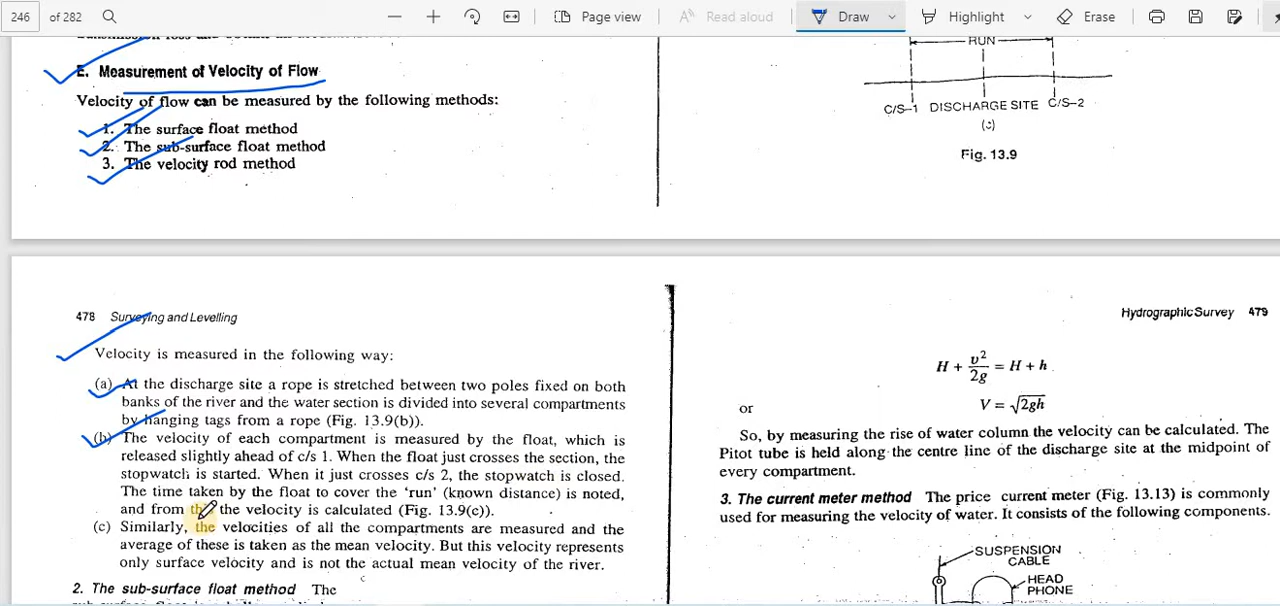 246 of 282
Page view
Read aloud
Draw
Highlight
Erase
E. Measurement of Velocity of Flow
Velocity of flow can be measured by the following methods:
1. The surface float method
2. The sub-surface float method
3. The velocity rod method
RUN
C/S-1 DISCHARGE SITE C/S-2
Fig. 13.9
478 Surveying and Levelling
Velocity is measured in the following way:
(a) At the discharge site a rope is stretched between two poles fixed on both
banks of the river and the water section is divided into several compartments
by hanging tags from a rope (Fig. 13.9(b)).
(b) The velocity of each compartment is measured by the float, which is
released slightly ahead of c/s 1. When the float just crosses the section, the
stopwatch is started. When it just crosses c/s 2, the stopwatch is closed.
The time taken by the float to cover the 'run' (known distance) is noted,
and from the velocity is calculated (Fig. 13.9(c)).
(c) Similarly, the velocities of all the compartments are measured and the
average of these is taken as the mean velocity. But this velocity represents
only surface velocity and is not the actual mean velocity of the river.
2. The sub-surface float method The
Hydrographic Survey 479
H + v²/2g = H + h
or V = √2gh
So, by measuring the rise of water column the velocity can be calculated. The
Pitot tube is held along the centre line of the discharge site at the midpoint of
every compartment.
3. The current meter method The price current meter (Fig. 13.13) is commonly
used for measuring the velocity of water. It consists of the following components.
SUSPENSION
CABLE
HEAD
PHONE